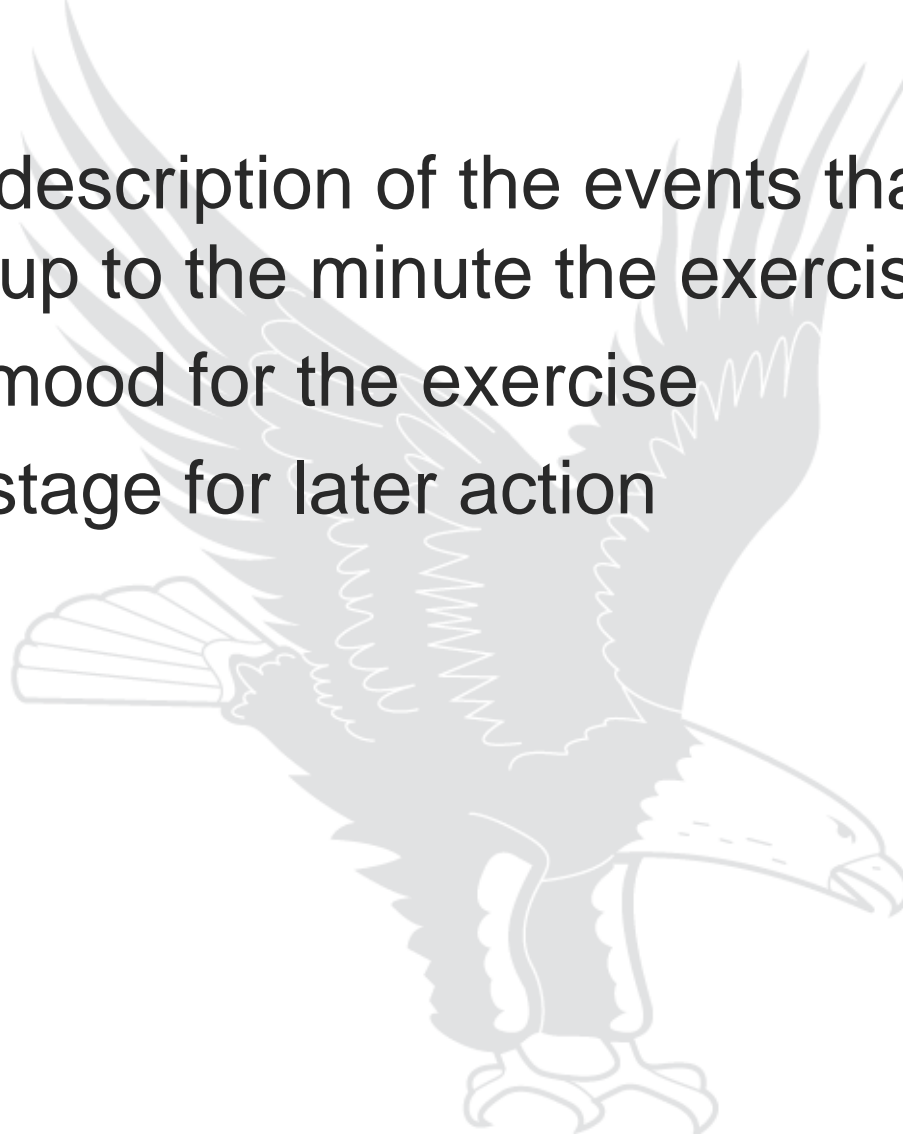 description of the events tha
up to the minute the exercis
mood for the exercise
stage for later action